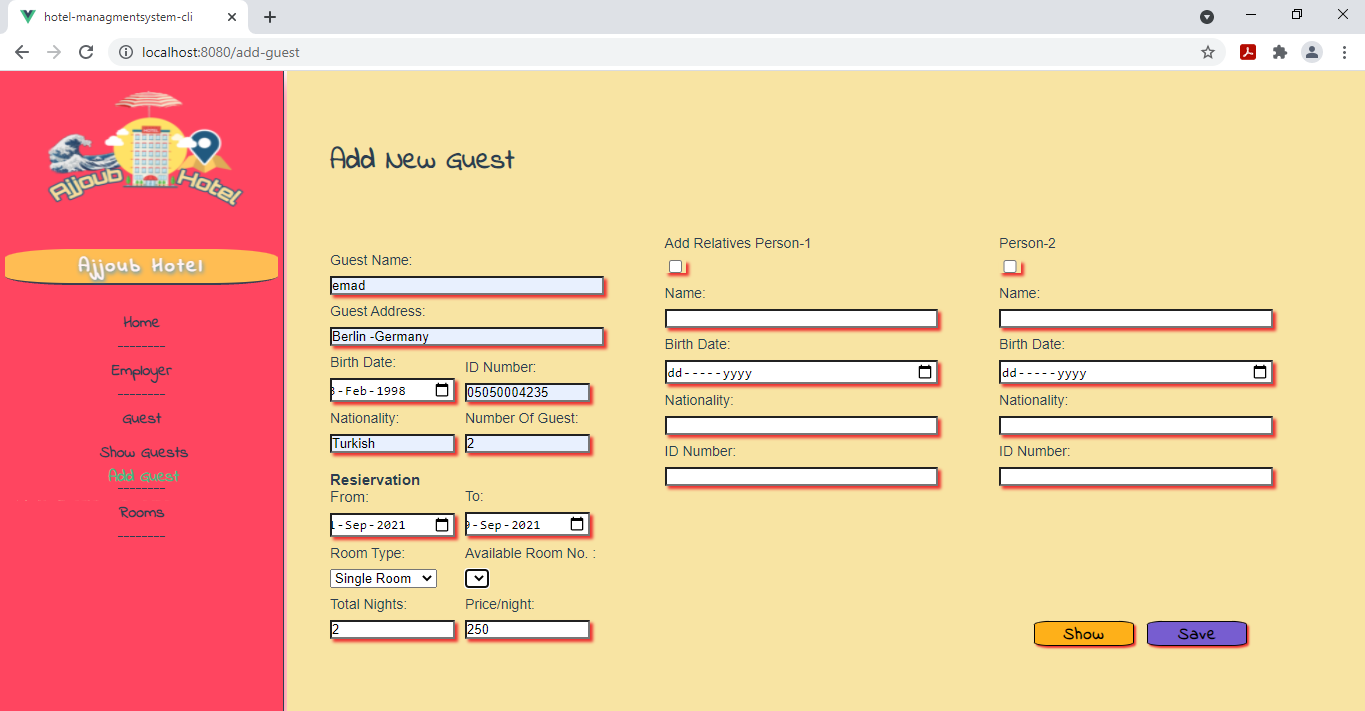 hotel-managmentsystem-cli
localhost:8080/add-guest
Ajjoub Hotel
Ajjoub Hotel
Home
--------
Employer
--------
Guest
Show Guests
Add Guest
--------
Rooms
--------
Add New Guest
Guest Name:
emad
Guest Address:
Berlin -Germany
Birth Date: ID Number:
-Feb-1998 05050004235
Nationality: Number Of Guest:
Turkish 2
Resiervation
From: To:
-Sep-2021 -Sep-2021
Room Type: Available Room No. :
Single Room
Total Nights: Price/night:
2 250
Add Relatives Person-1
Name:
Birth Date:
dd-----yyyy
Nationality:
ID Number:
Person-2
Name:
Birth Date:
dd-----yyyy
Nationality:
ID Number:
Show Save